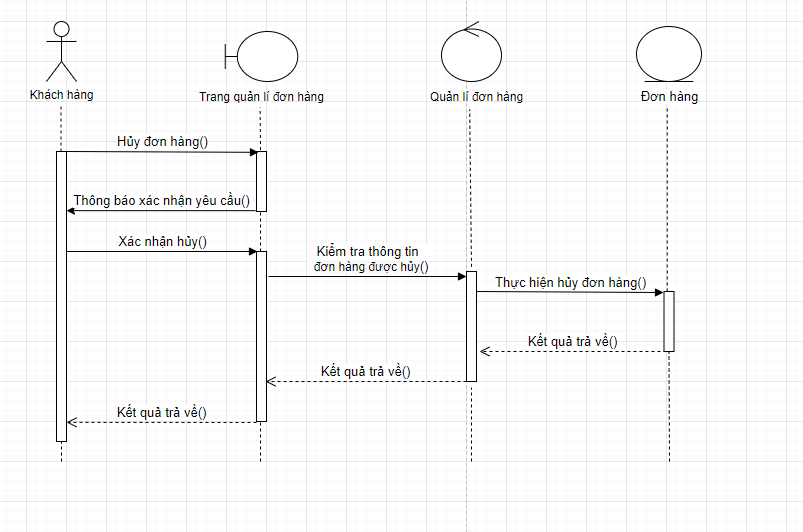 Khách hàng
Trang quản lí đơn hàng
Quản lí đơn hàng
Đơn hàng
Hủy đơn hàng()
Thông báo xác nhận yêu cầu()
Xác nhận hủy()
Kiểm tra thông tin
đơn hàng được hủy()
Thực hiện hủy đơn hàng()
Kết quả trả về()
Kết quả trả về()
Kết quả trả về()